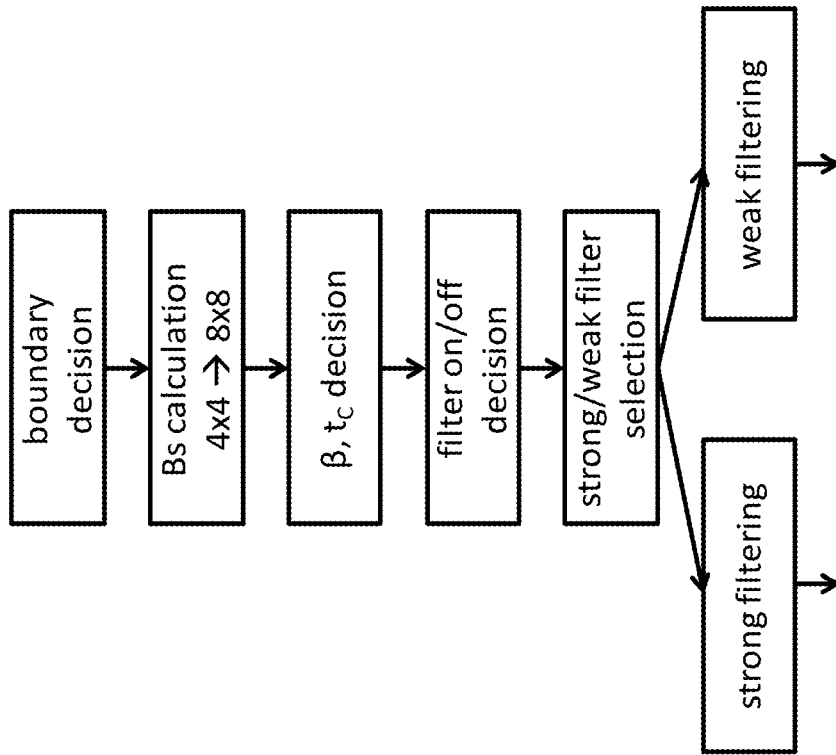 boundary
decision
Bs calculation
4x4 → 8x8
β, t_C decision
filter on/off
decision
strong/weak filter
selection
strong filtering
weak filtering